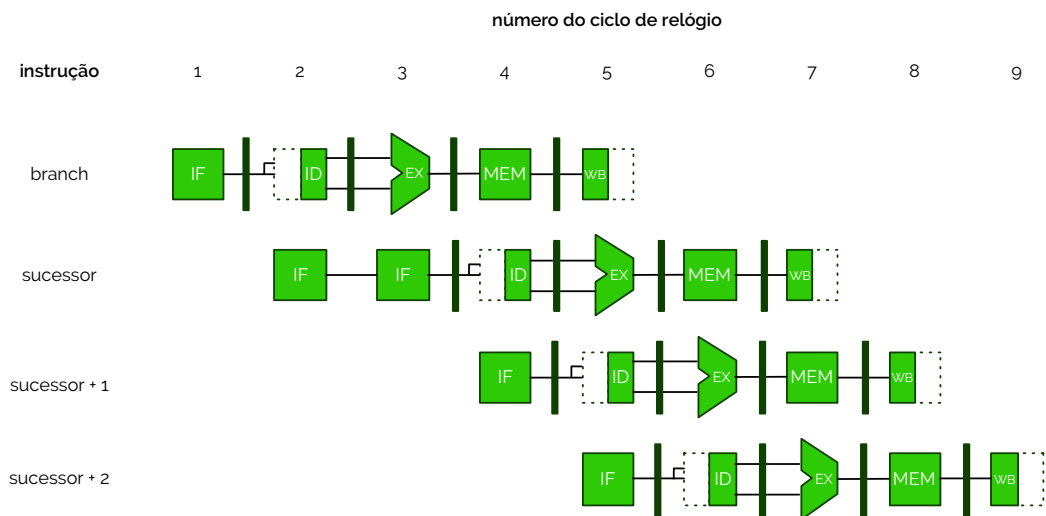 número do ciclo de relógio
instrução 1 2 3 4 5 6 7 8 9
branch IF ID EX MEM WB
sucessor IF IF ID EX MEM WB
sucessor + 1 IF ID EX MEM WB
sucessor + 2 IF ID EX MEM WB